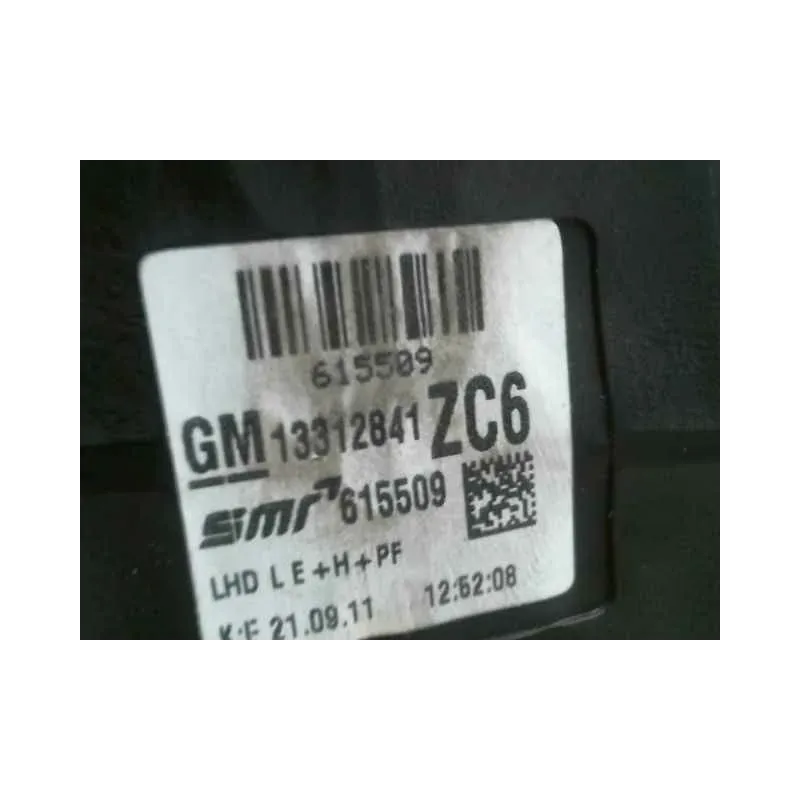 615509
GM 13312841 ZC6
smr 615509
LHD L E+H+PF
K:F 21.09.11 12:52:08